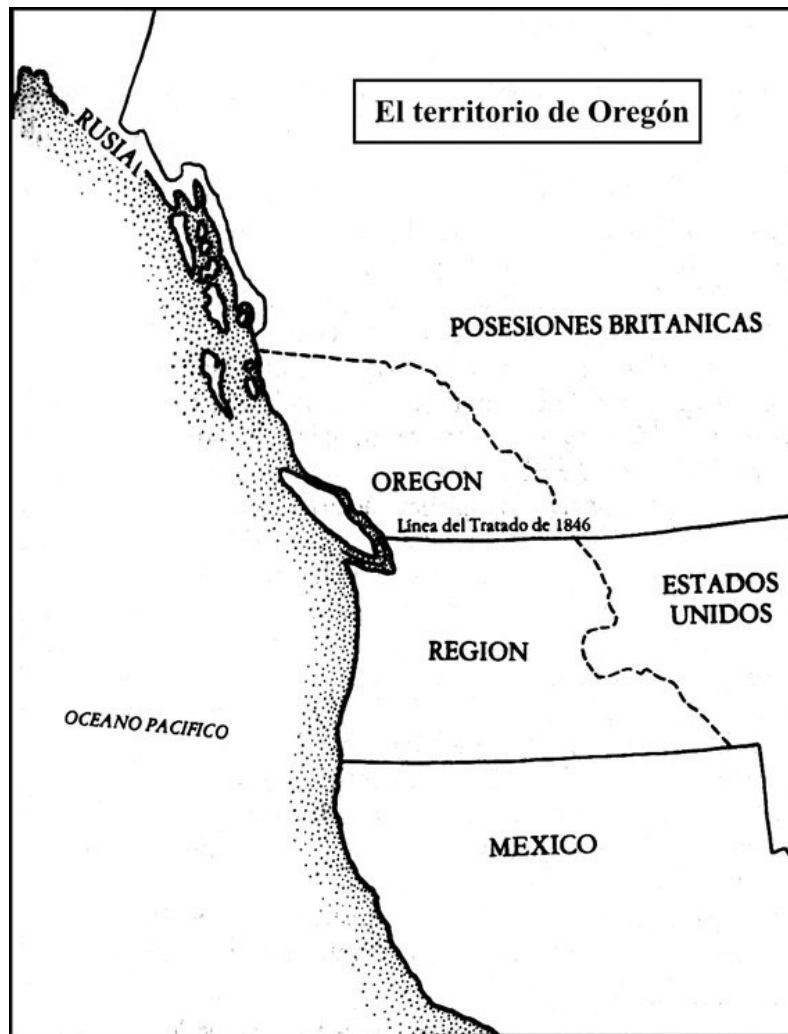 El territorio de Oregón
RUSIA
POSESIONES BRITANICAS
OREGON
Línea del Tratado de 1846
ESTADOS
UNIDOS
REGION
OCEANO PACIFICO
MEXICO